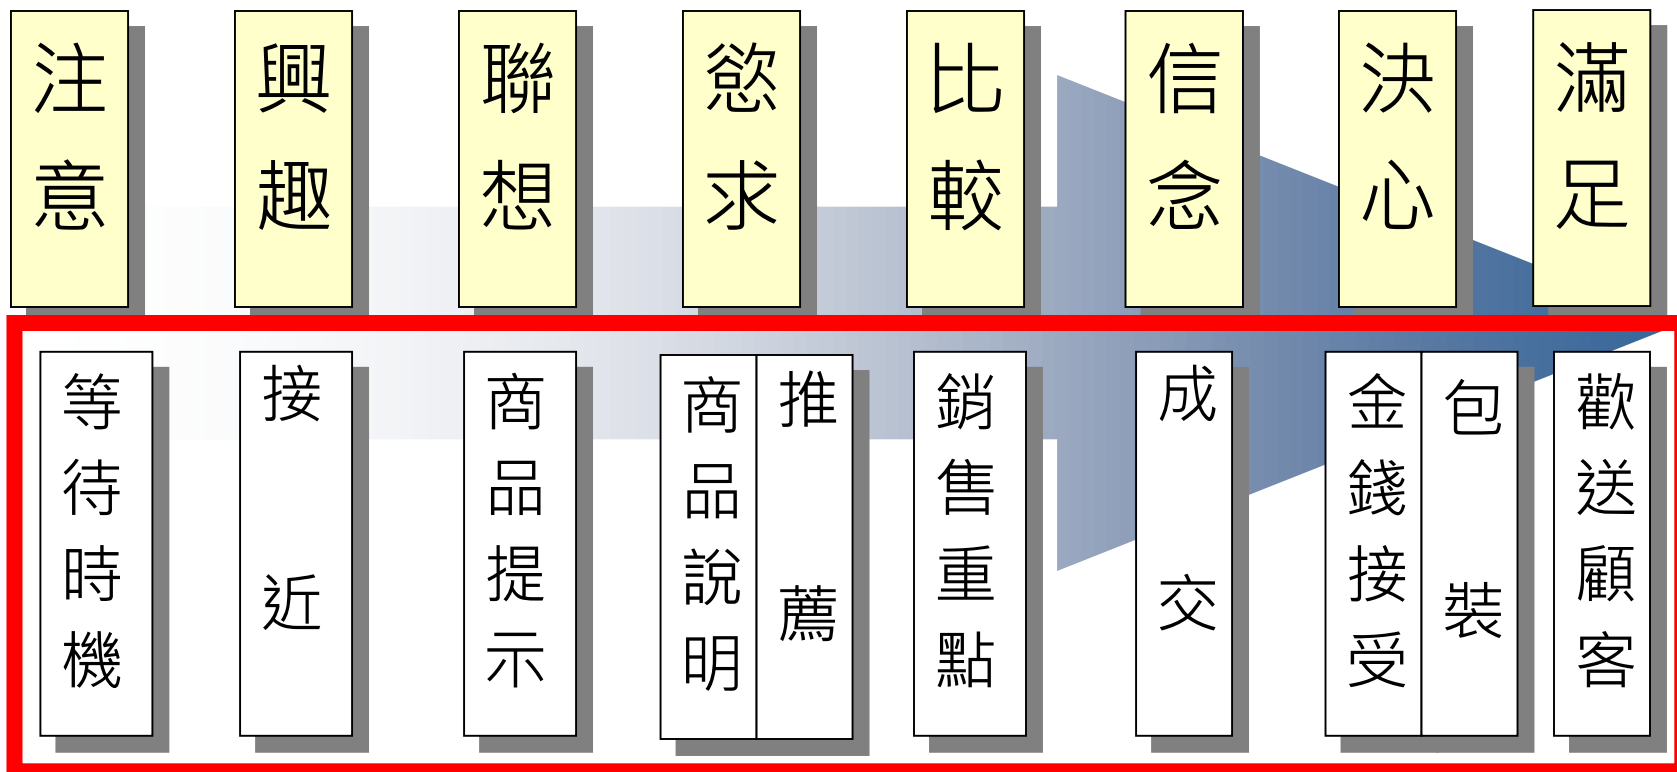 注意
興趣
聯想
慾求
比較
信念
決心
滿足
等待時機
接近
商品提示
商品說明
推薦
銷售重點
成交
金錢接受
包裝
歡送顧客